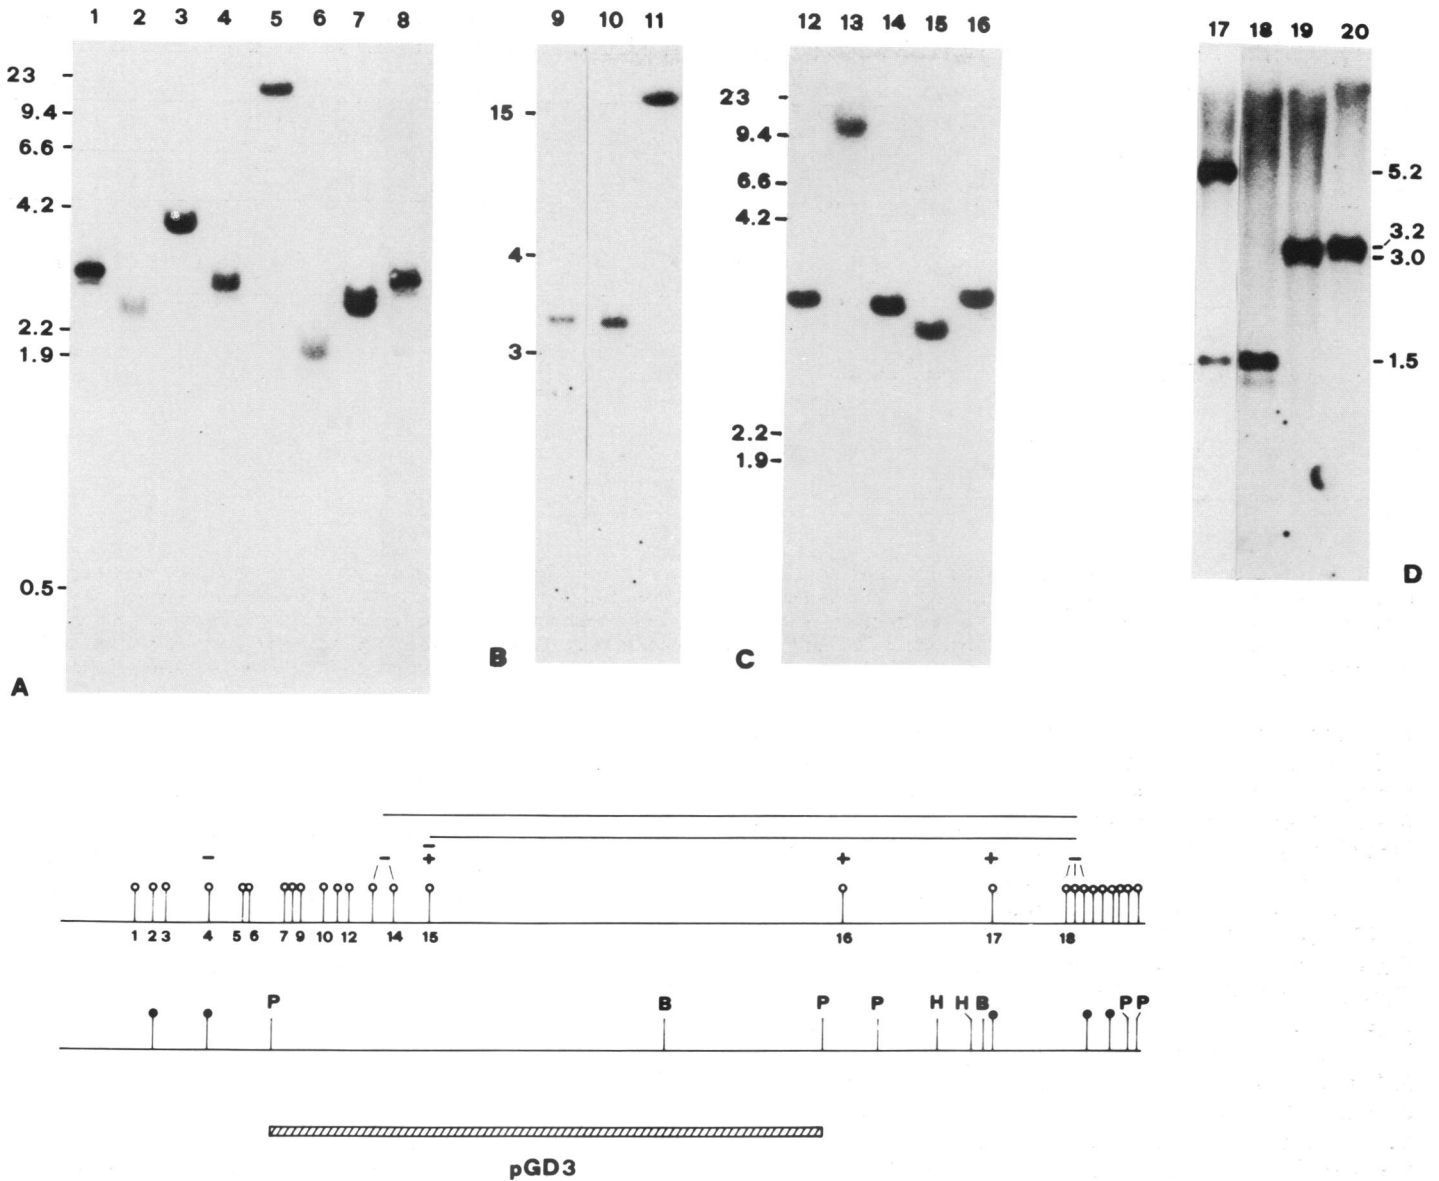 1 2 3 4 5 6 7 8
23
9.4
6.6
4.2
2.2
1.9
0.5
A
9 10 11
15
4
3
B
12 13 14 15 16
23
9.4
6.6
4.2
2.2
1.9
C
17 18 19 20
5.2
3.2
3.0
1.5
D
− − − + + + −
1 2 3 4 5 6 7 9 10 12 14 15 16 17 18
P B P P H H B P P
pGD3